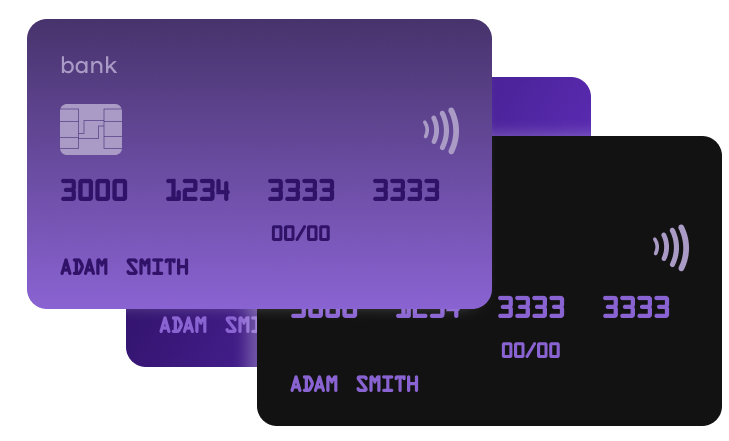 bank
3000 1234 3333 3333
00/00
ADAM SMITH
ADAM
3333 3333
00/00
ADAM SMITH